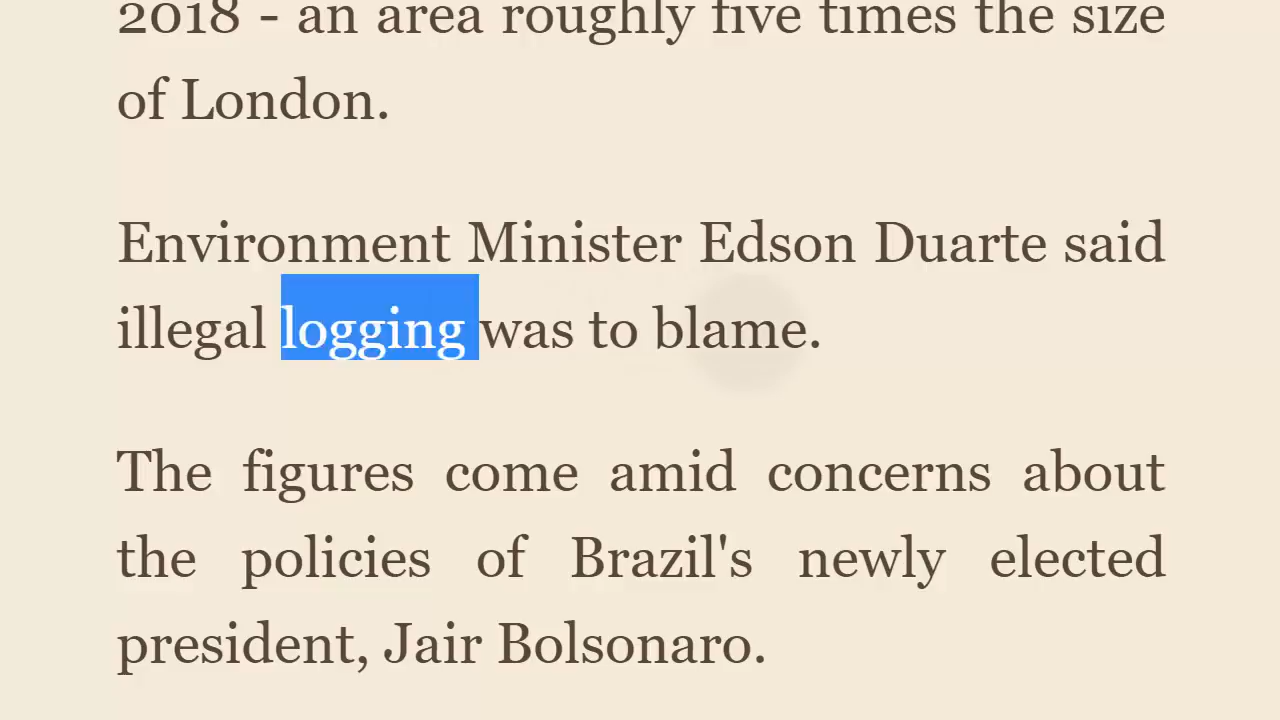 2018 - an area roughly five times the size
of London.
Environment Minister Edson Duarte said
illegal logging was to blame.
The figures come amid concerns about
the policies of Brazil's newly elected
president, Jair Bolsonaro.